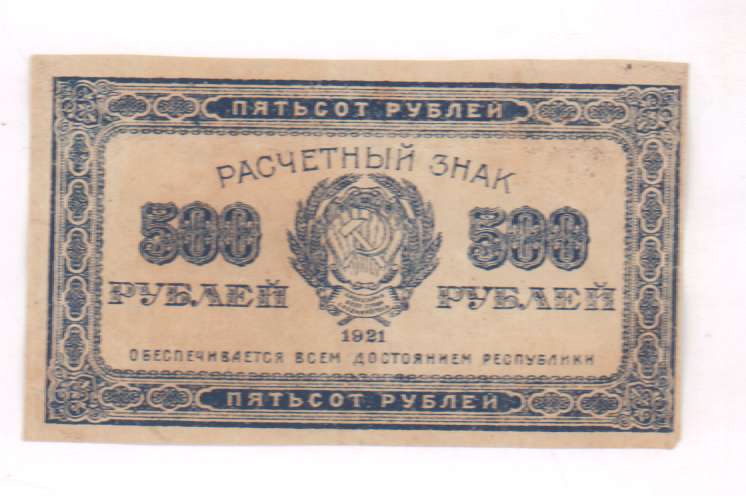 ПЯТЬСОТ РУБЛЕЙ
РАСЧЕТНЫЙ ЗНАК
500 500
РУБЛЕЙ РУБЛЕЙ
1921
ОБЕСПЕЧИВАЕТСЯ ВСЕМ ДОСТОЯНИЕМ РЕСПУБЛИКИ
ПЯТЬСОТ РУБЛЕЙ